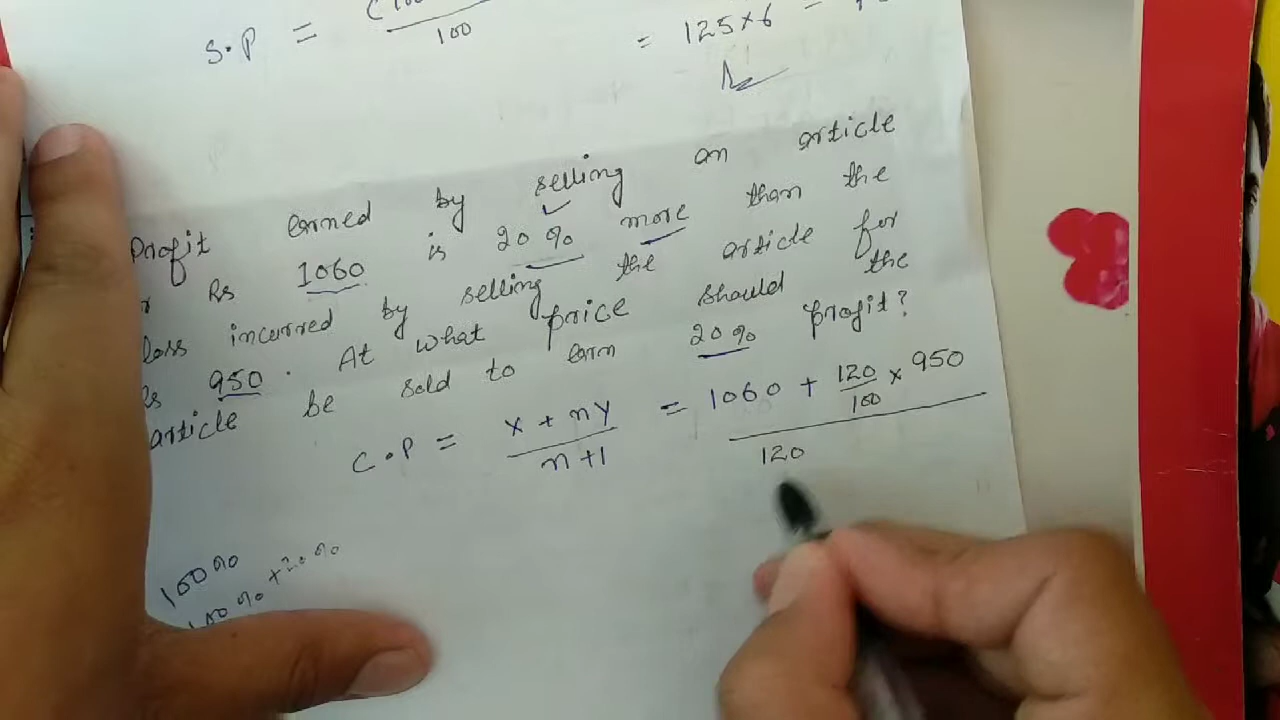 S.P = / 100
= 125 x 6 =
Profit earned by selling an article
Rs 1060 is 20% more than the
loss incurred by selling the article for
Rs 950. At what price should the
article be sold to earn 20% profit?
C.P = x + ny / n + 1 = 1060 + 120/100 x 950 / 120
100%
100% + 20%